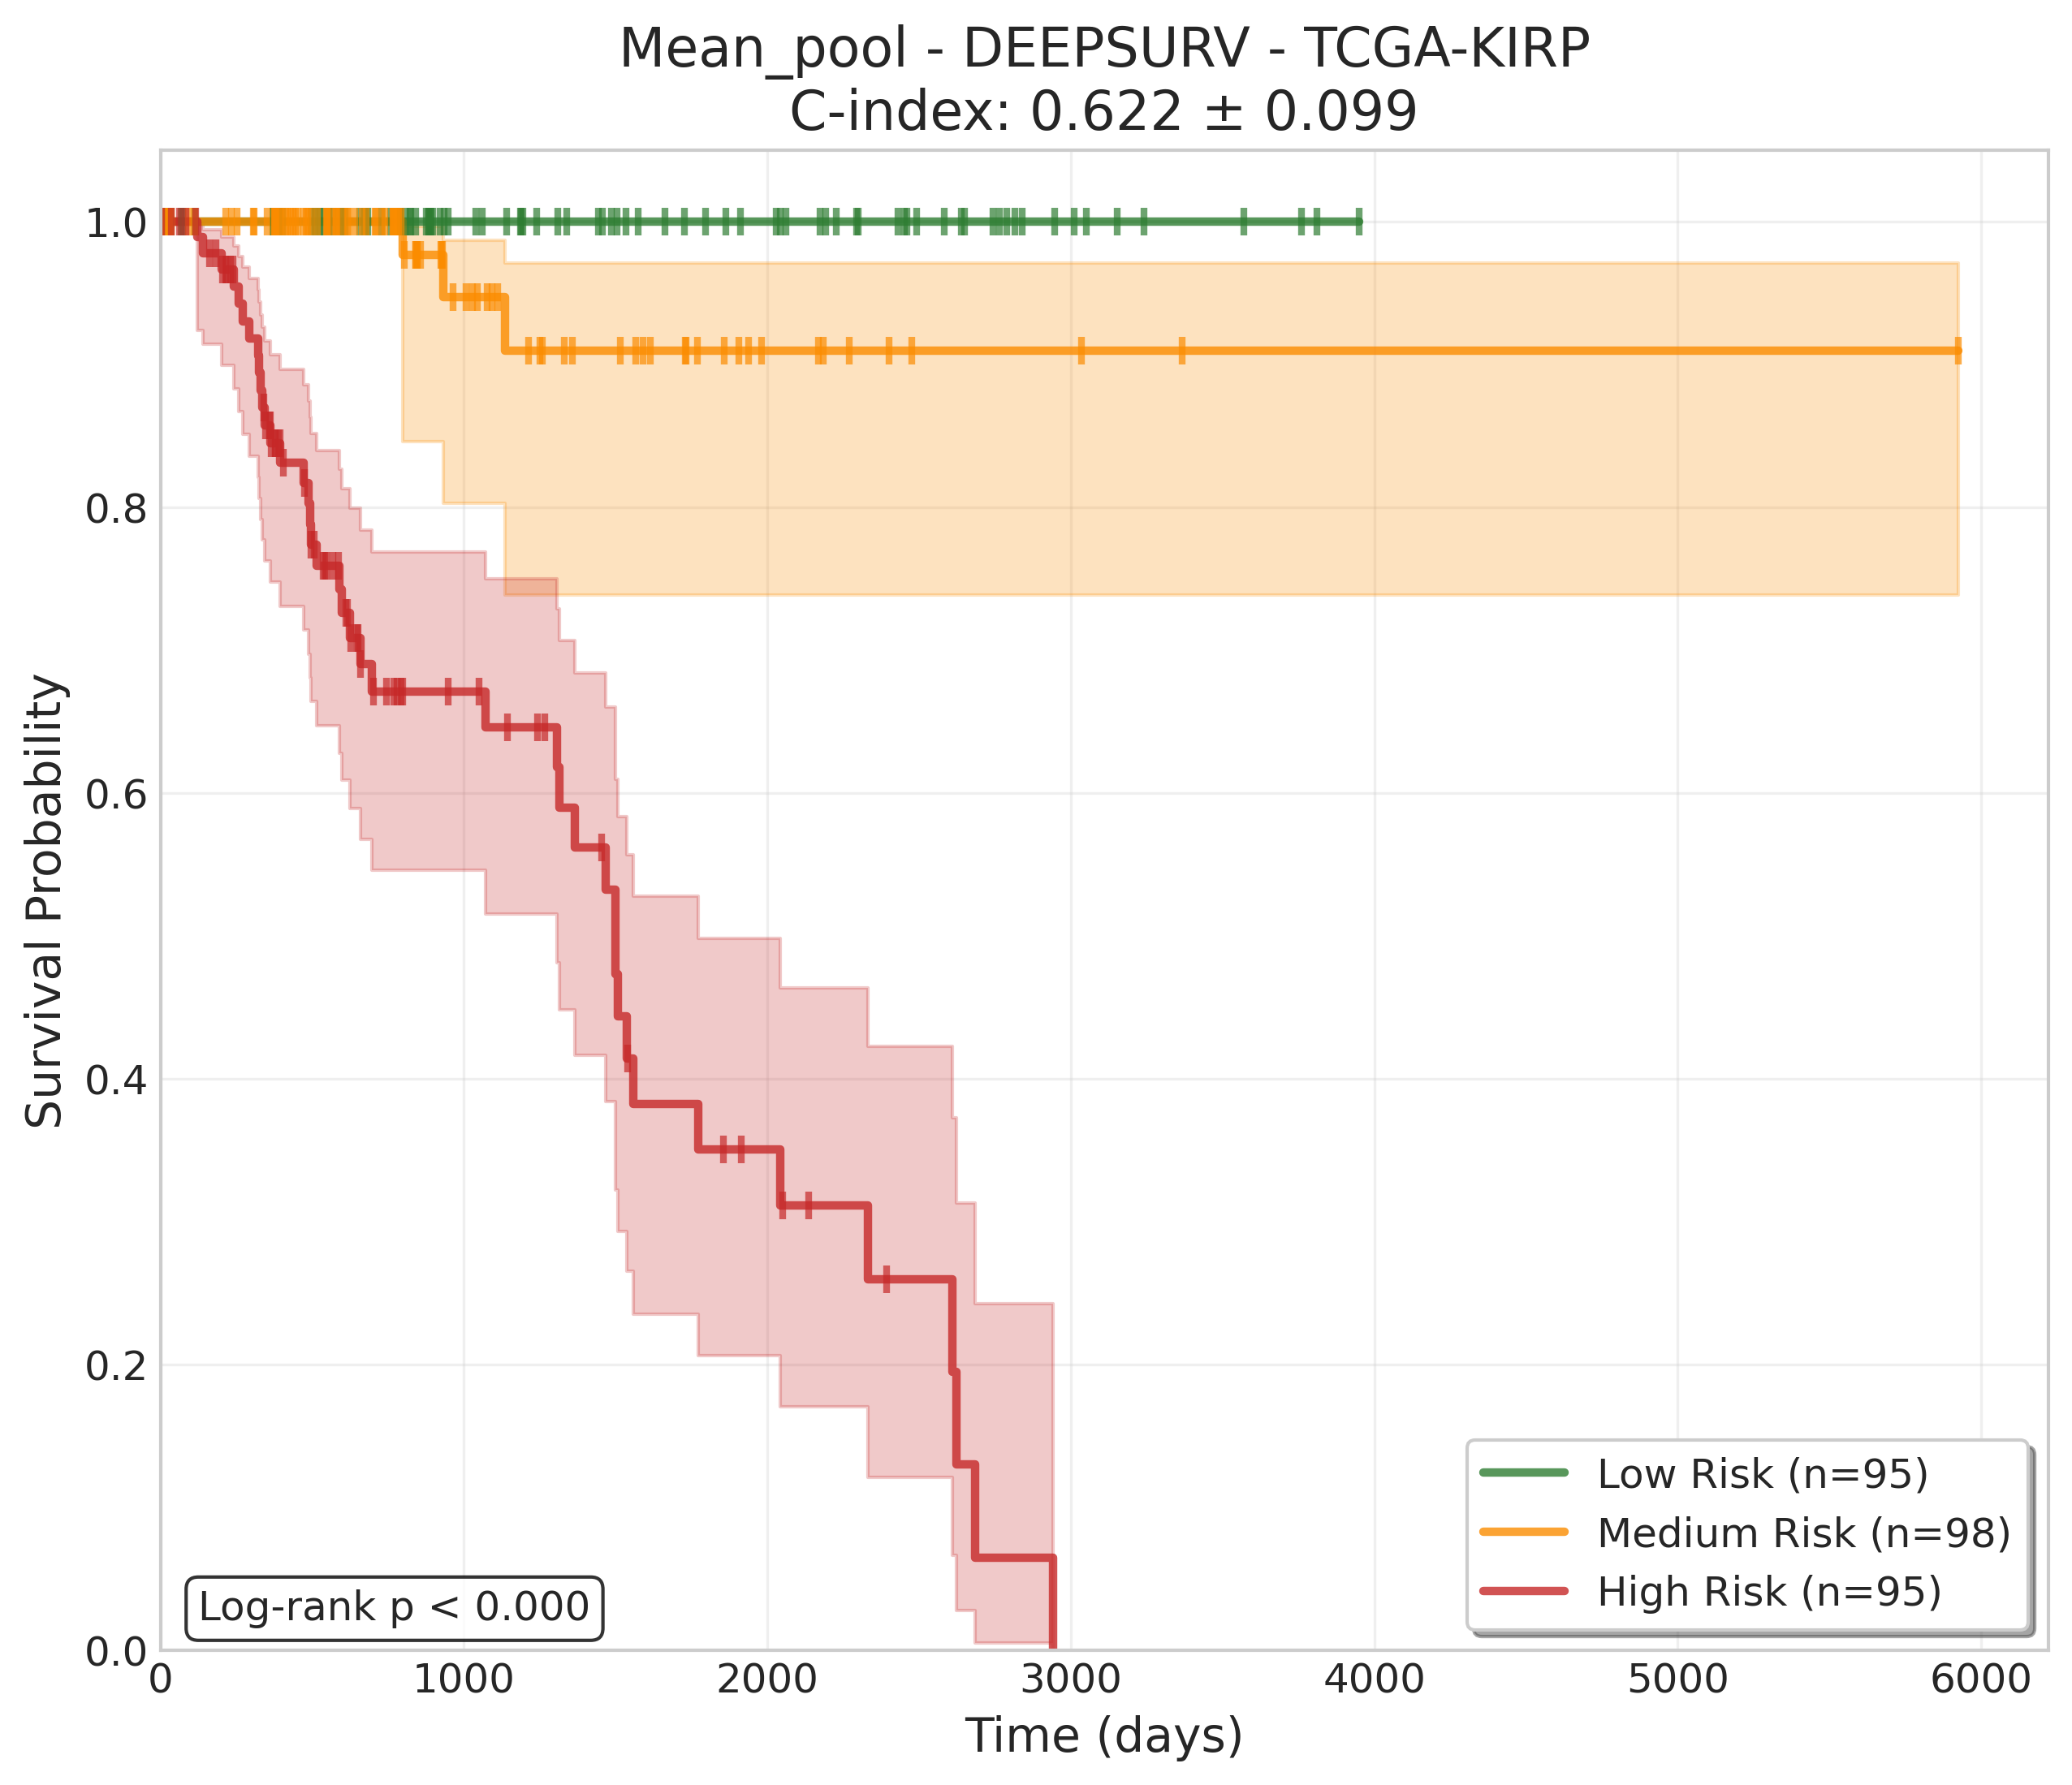 Mean_pool - DEEPSURV - TCGA-KIRP
C-index: 0.622 ± 0.099
Survival Probability
1.0
0.8
0.6
0.4
0.2
0.0
Log-rank p < 0.000
Low Risk (n=95)
Medium Risk (n=98)
High Risk (n=95)
0 1000 2000 3000 4000 5000 6000
Time (days)